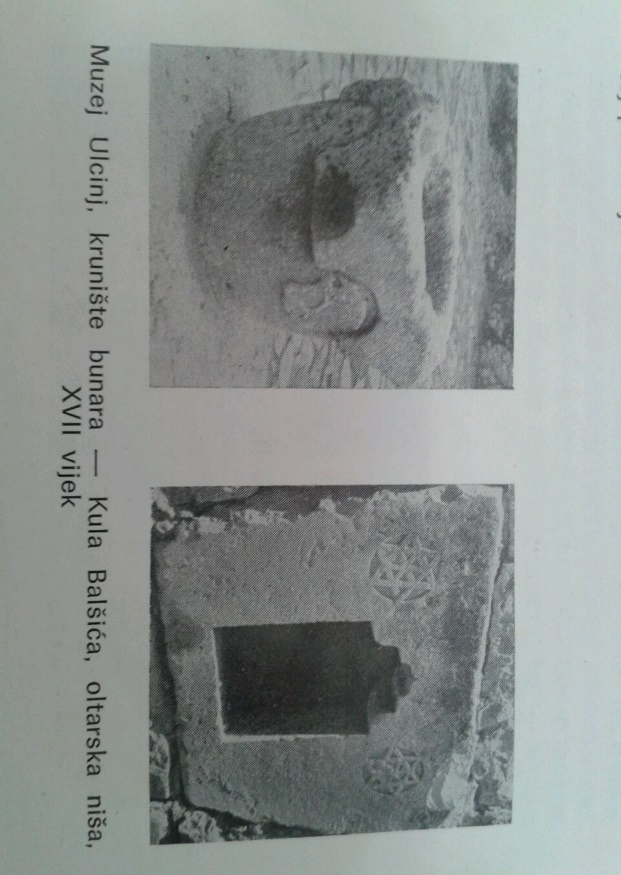 Muzej Ulcinj, krunište bunara — Kula Balšića, oltarska niša,
XVII vijek